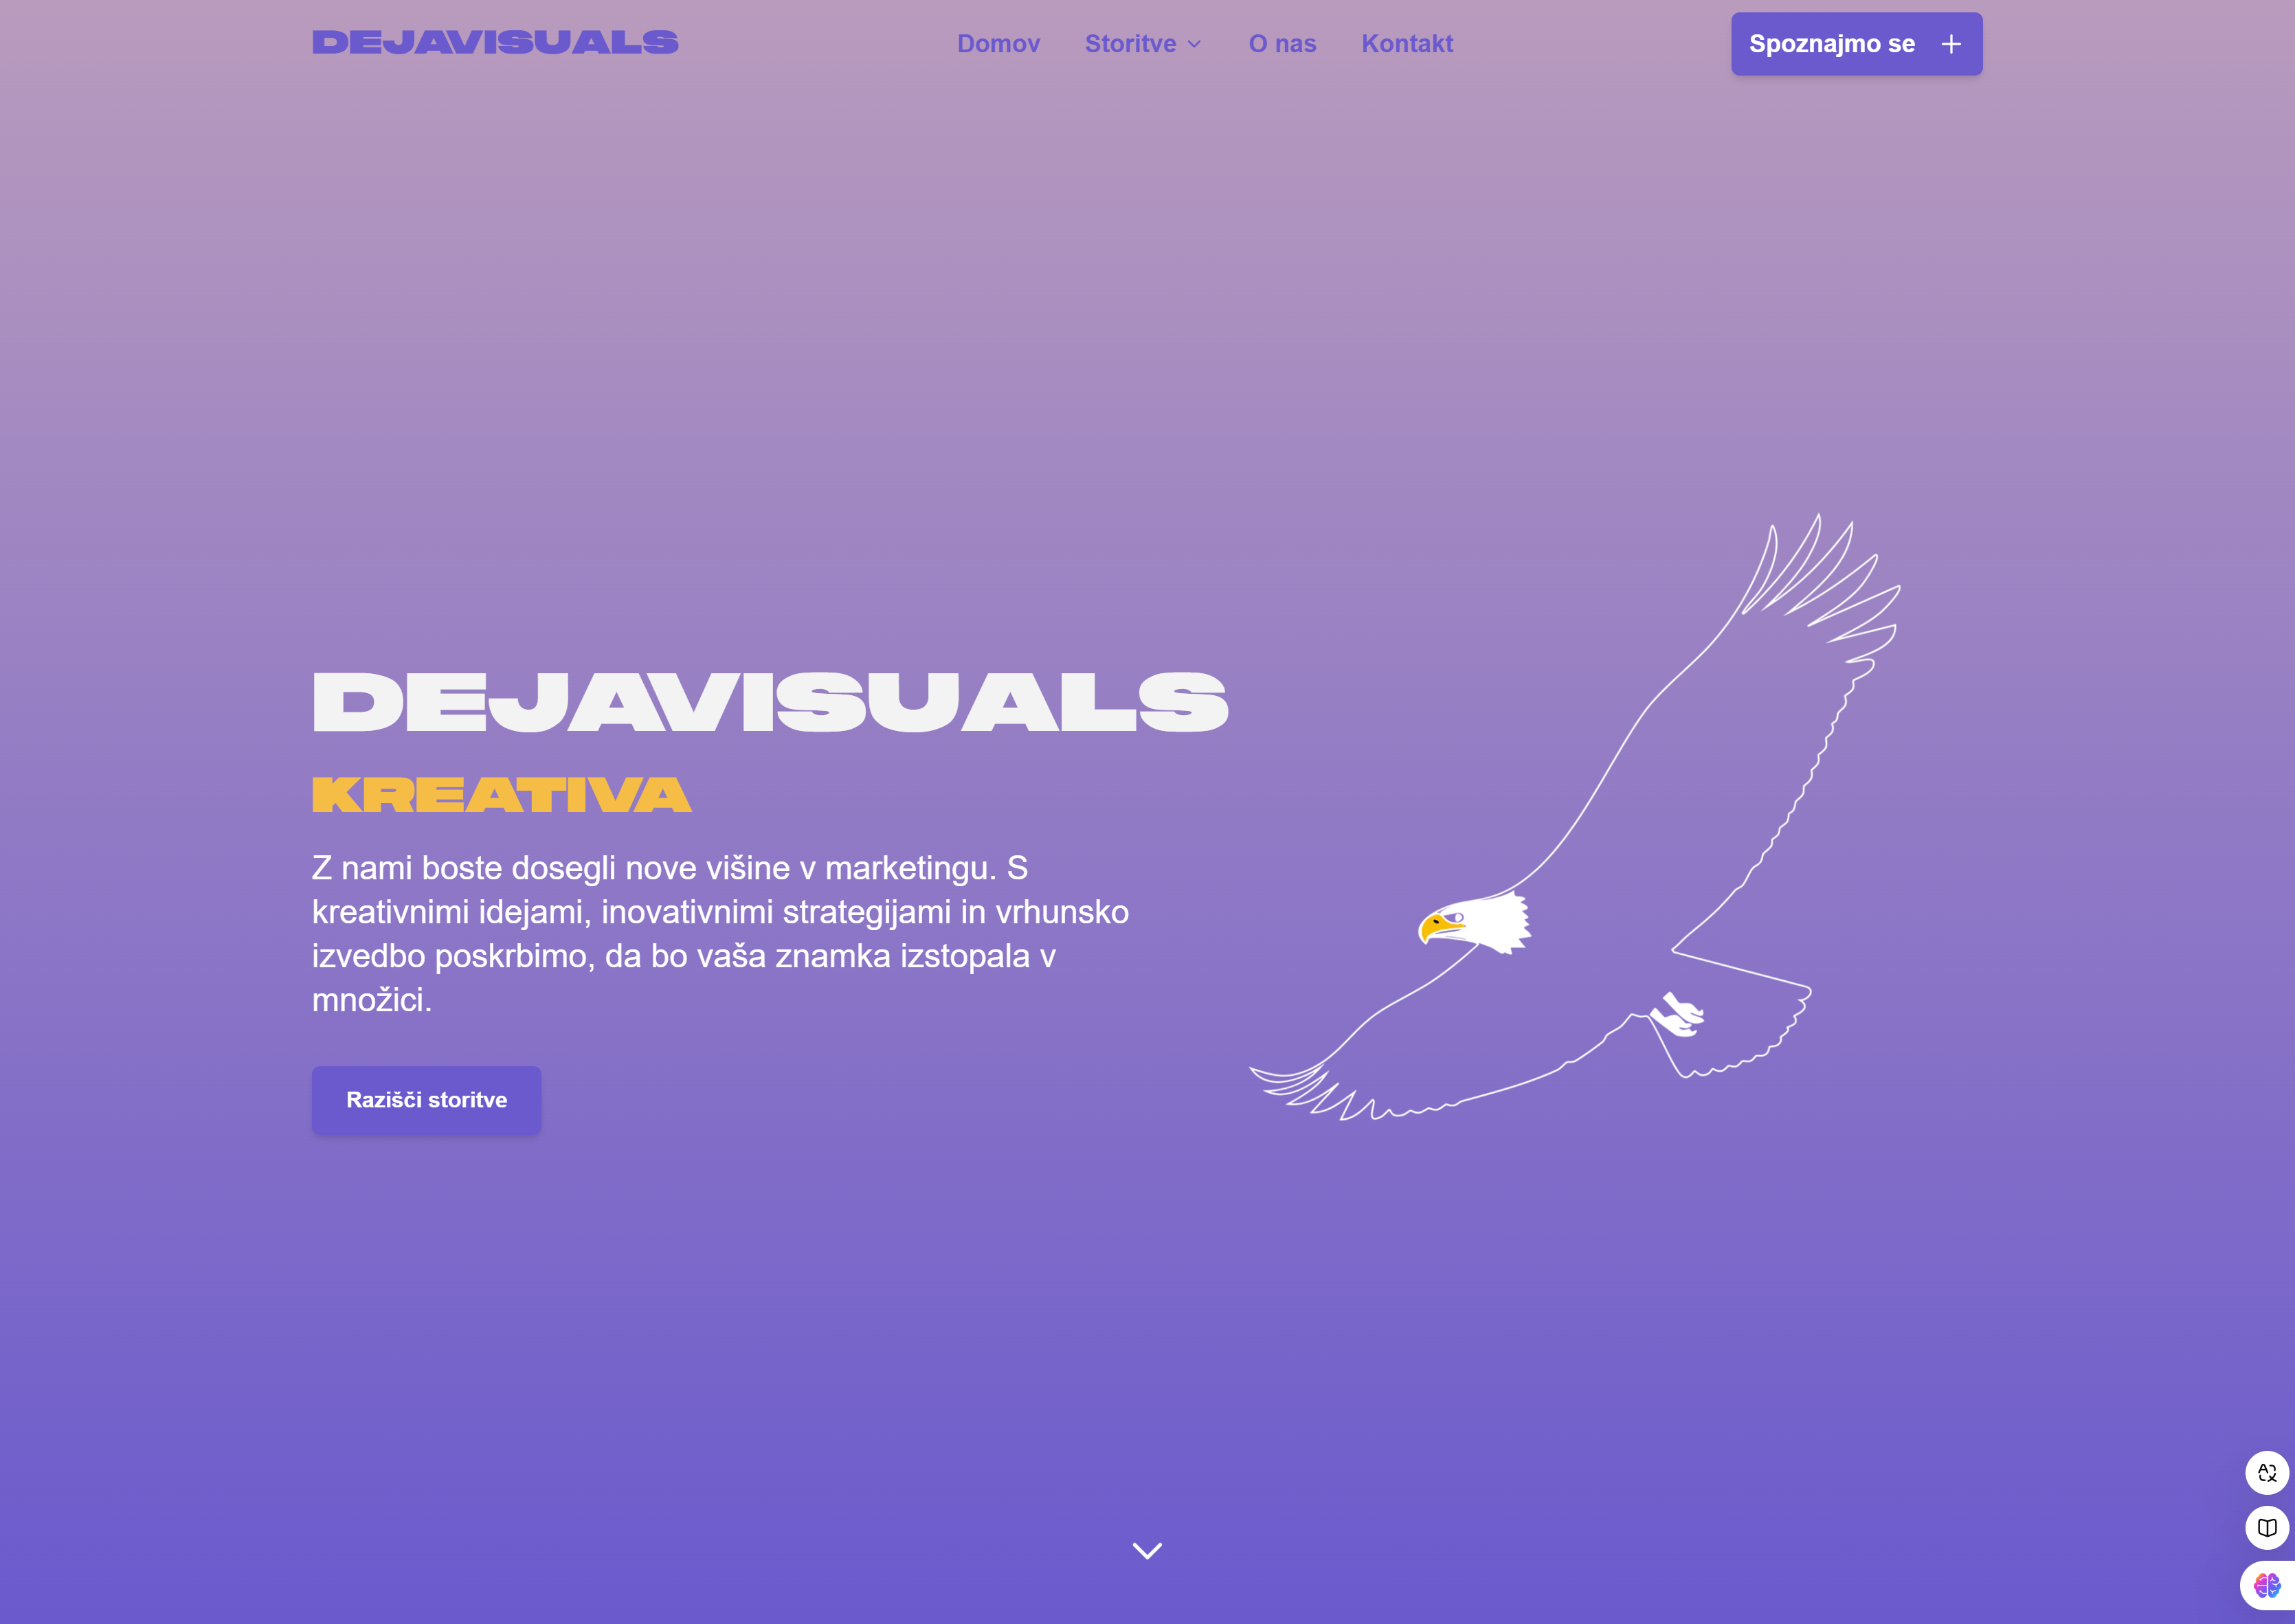 DEJAVISUALS
Domov Storitve O nas Kontakt
Spoznajmo se
DEJAVISUALS
KREATIVA
Z nami boste dosegli nove višine v marketingu. S
kreativnimi idejami, inovativnimi strategijami in vrhunsko
izvedbo poskrbimo, da bo vaša znamka izstopala v
množici.
Razišči storitve